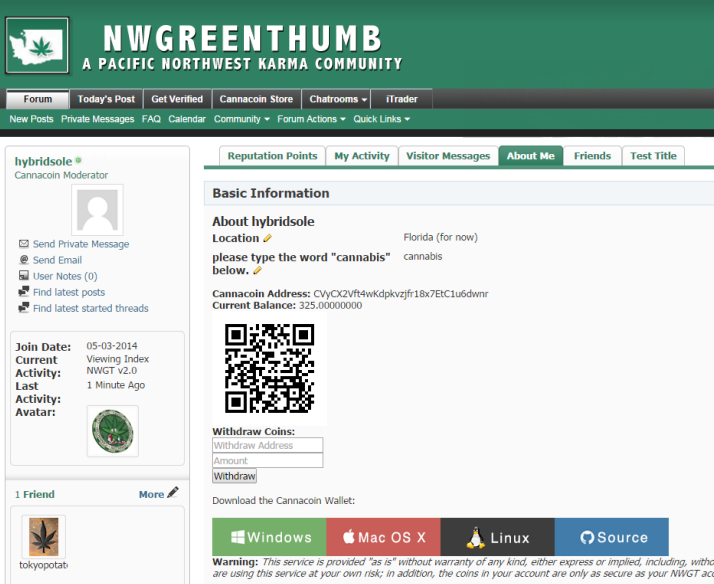 NWGREENTHUMB
A PACIFIC NORTHWEST KARMA COMMUNITY
Forum Today's Post Get Verified Cannacoin Store Chatrooms iTrader
New Posts Private Messages FAQ Calendar Community Forum Actions Quick Links
hybridsole
Cannacoin Moderator
Send Private Message
Send Email
User Notes (0)
Find latest posts
Find latest started threads
Join Date: 05-03-2014
Current Activity: Viewing Index NWGT v2.0
Last Activity: 1 Minute Ago
Avatar:
1 Friend More
tokyopotato
Reputation Points My Activity Visitor Messages About Me Friends Test Title
Basic Information
About hybridsole
Location Florida (for now)
please type the word "cannabis" cannabis
below.
Cannacoin Address: CVyCX2Vft4wKdpkvzjfr18x7EtC1u6dwnr
Current Balance: 325.00000000
Withdraw Coins:
Withdraw Address
Amount
Withdraw
Download the Cannacoin Wallet:
Windows Mac OS X Linux Source
Warning: This service is provided "as is" without warranty of any kind, either express or implied, including, witho
are using this service at your own risk; in addition, the coins in your account are only as secure as your NWGT acc